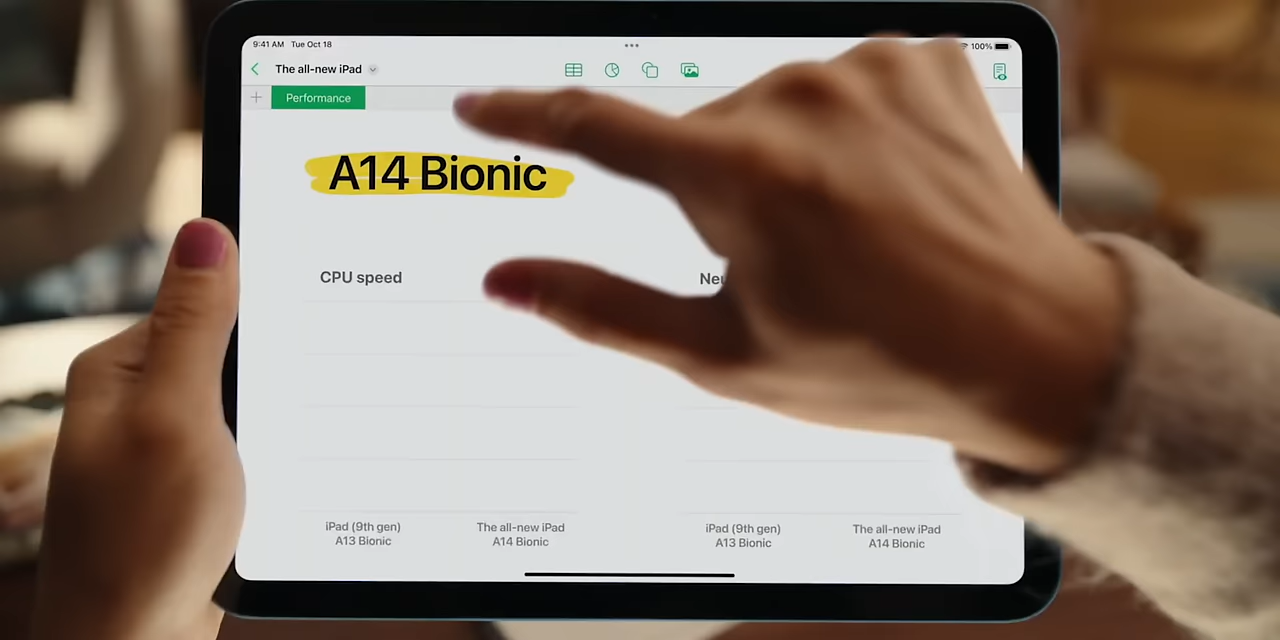 9:41 AM Tue Oct 18
100%
The all-new iPad
Performance
A14 Bionic
CPU speed
iPad (9th gen)
A13 Bionic
The all-new iPad
A14 Bionic
iPad (9th gen)
A13 Bionic
The all-new iPad
A14 Bionic